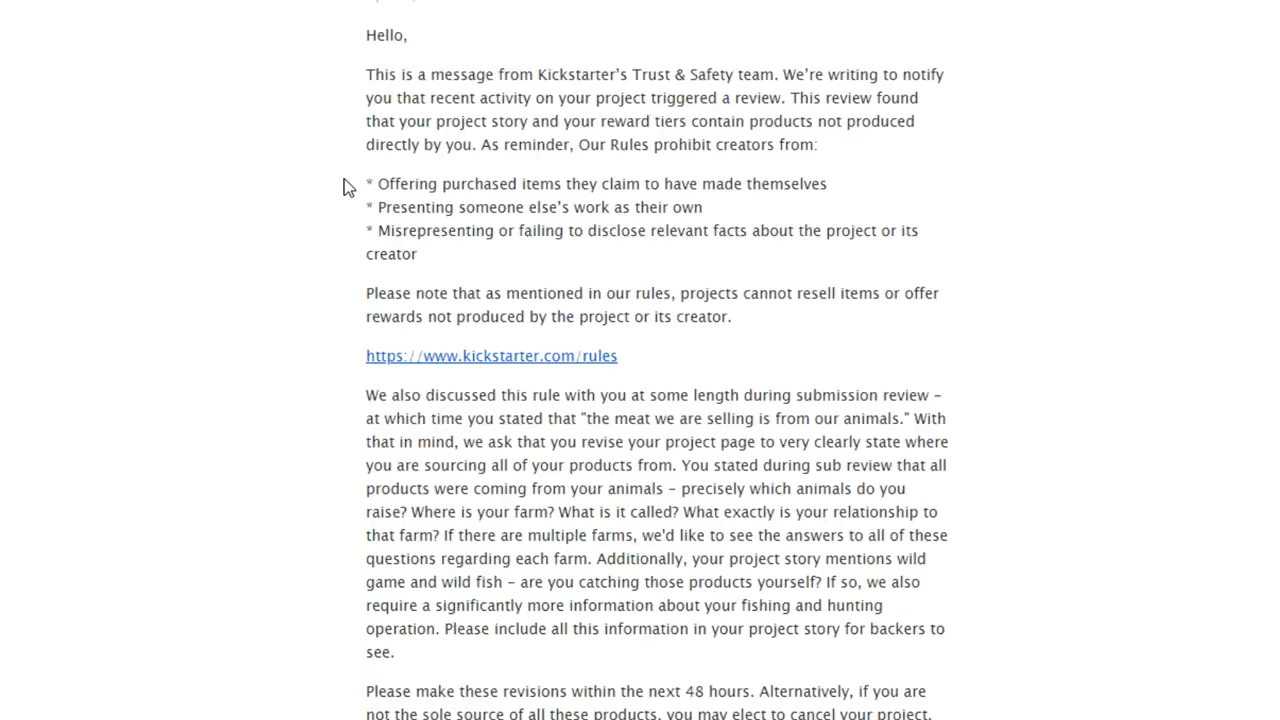 Hello,
This is a message from Kickstarter’s Trust & Safety team. We’re writing to notify
you that recent activity on your project triggered a review. This review found
that your project story and your reward tiers contain products not produced
directly by you. As reminder, Our Rules prohibit creators from:
* Offering purchased items they claim to have made themselves
* Presenting someone else’s work as their own
* Misrepresenting or failing to disclose relevant facts about the project or its
creator
Please note that as mentioned in our rules, projects cannot resell items or offer
rewards not produced by the project or its creator.
https://www.kickstarter.com/rules
We also discussed this rule with you at some length during submission review –
at which time you stated that "the meat we are selling is from our animals." With
that in mind, we ask that you revise your project page to very clearly state where
you are sourcing all of your products from. You stated during sub review that all
products were coming from your animals – precisely which animals do you
raise? Where is your farm? What is it called? What exactly is your relationship to
that farm? If there are multiple farms, we'd like to see the answers to all of these
questions regarding each farm. Additionally, your project story mentions wild
game and wild fish – are you catching those products yourself? If so, we also
require a significantly more information about your fishing and hunting
operation. Please include all this information in your project story for backers to
see.
Please make these revisions within the next 48 hours. Alternatively, if you are
not the sole source of all these products, you may elect to cancel your project.